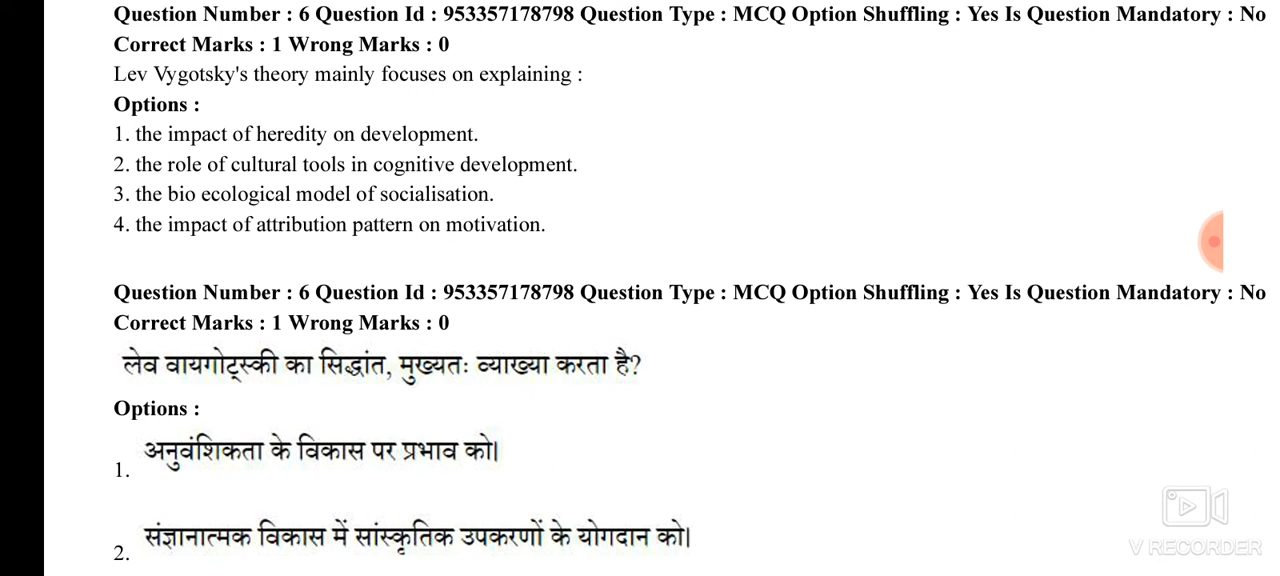 Question Number : 6 Question Id : 953357178798 Question Type : MCQ Option Shuffling : Yes Is Question Mandatory : No
Correct Marks : 1 Wrong Marks : 0
Lev Vygotsky's theory mainly focuses on explaining :
Options :
1. the impact of heredity on development.
2. the role of cultural tools in cognitive development.
3. the bio ecological model of socialisation.
4. the impact of attribution pattern on motivation.
Question Number : 6 Question Id : 953357178798 Question Type : MCQ Option Shuffling : Yes Is Question Mandatory : No
Correct Marks : 1 Wrong Marks : 0
लेव वायगोट्स्की का सिद्धांत, मुख्यतः व्याख्या करता है?
Options :
1. अनुवंशिकता के विकास पर प्रभाव को।
2. संज्ञानात्मक विकास में सांस्कृतिक उपकरणों के योगदान को।
V RECORDER